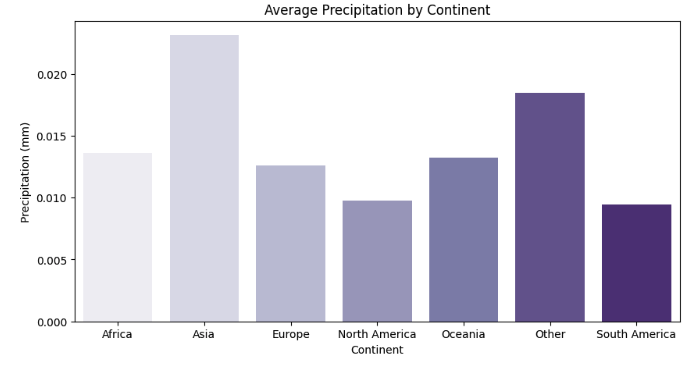 Average Precipitation by Continent
Precipitation (mm)
0.020
0.015
0.010
0.005
0.000
Africa Asia Europe North America Oceania Other South America
Continent